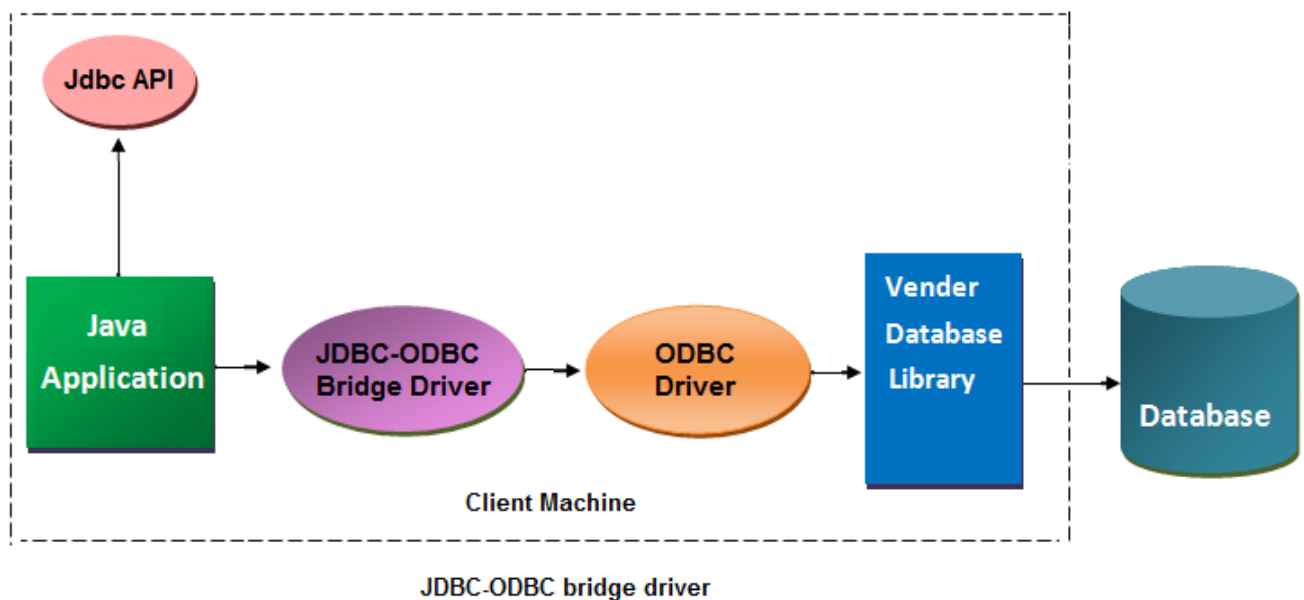 Jdbc API
Java
Application
JDBC-ODBC
Bridge Driver
ODBC
Driver
Vender
Database
Library
Database
Client Machine
JDBC-ODBC bridge driver